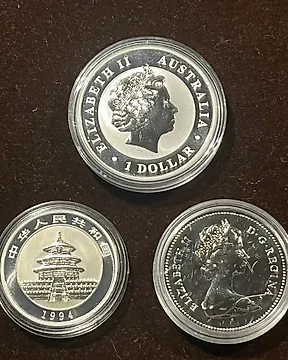 ELIZABETH II AUSTRALIA
• 1 DOLLAR •
中华人民共和国
1994
ELIZABETH II D·G·REGINA